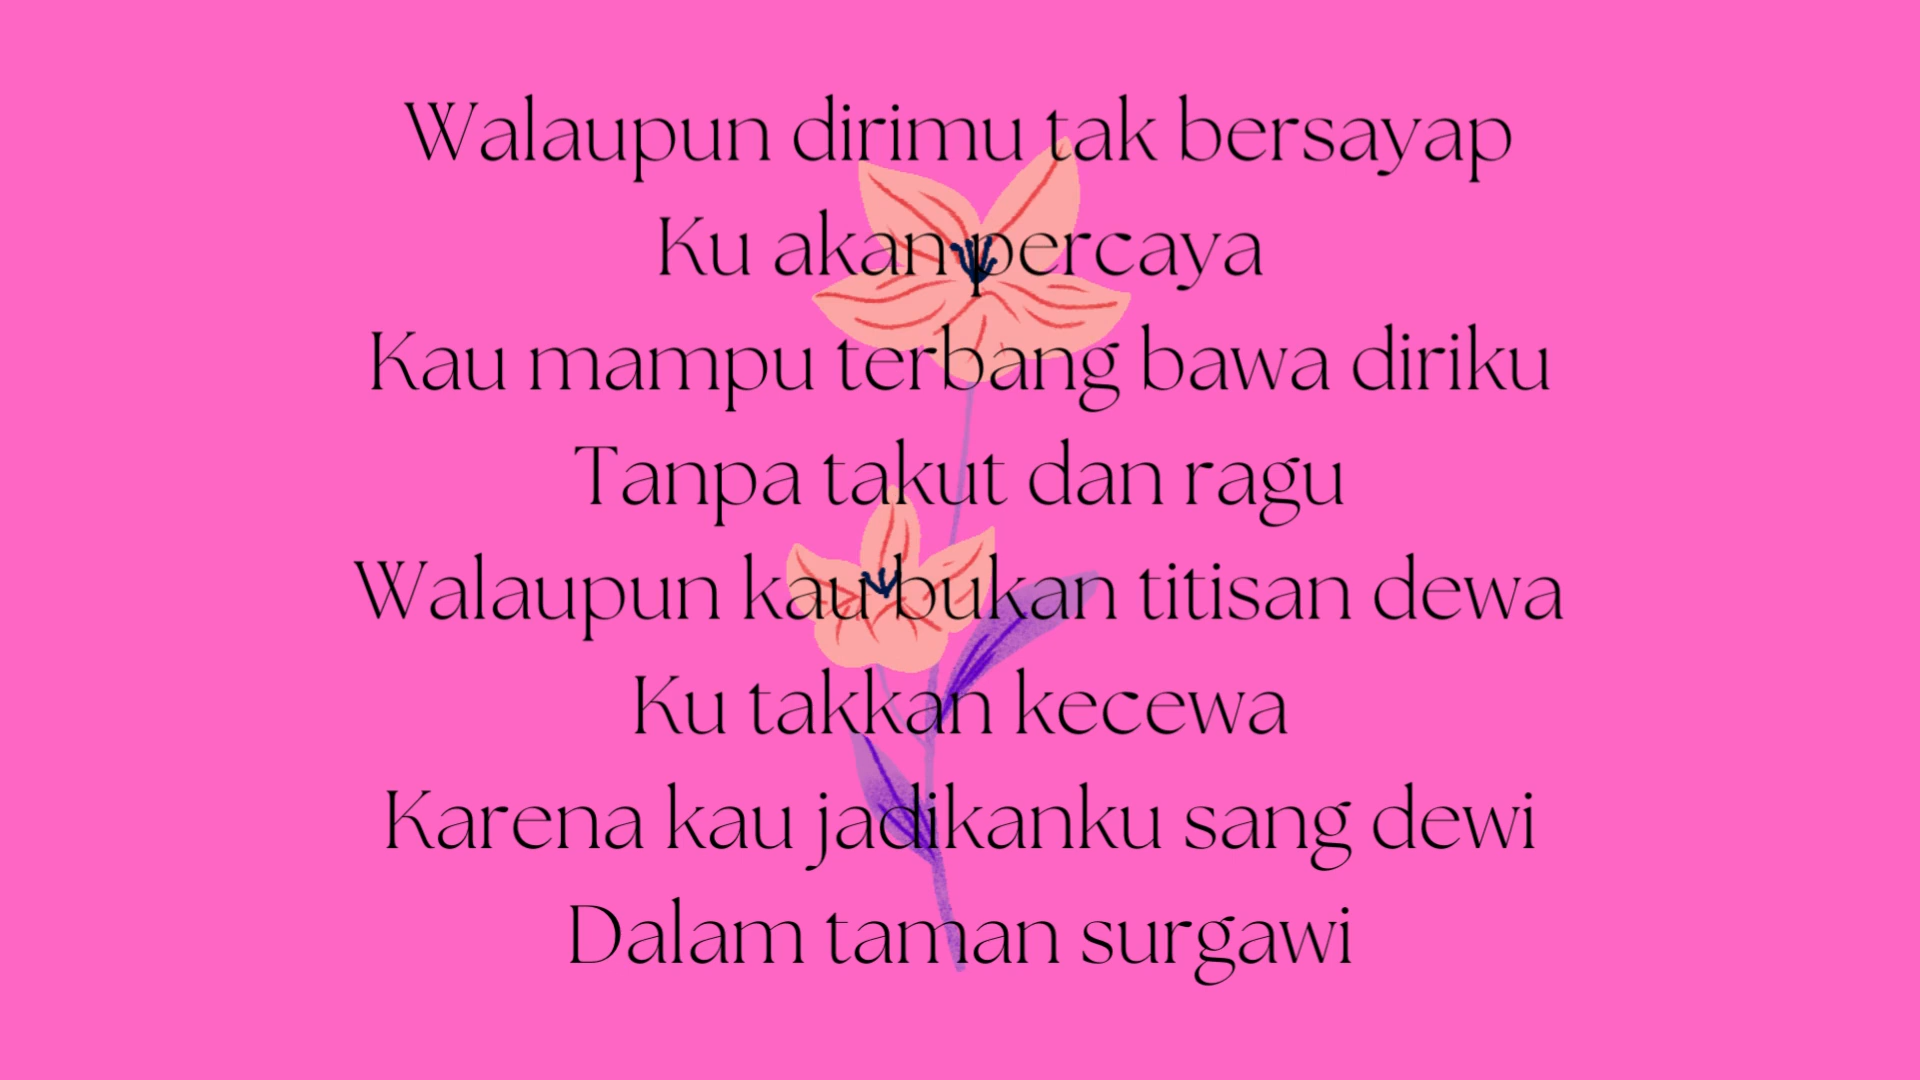 Walaupun dirimu tak bersayap
Ku akan percaya
Kau mampu terbang bawa diriku
Tanpa takut dan ragu
Walaupun kau bukan titisan dewa
Ku takkan kecewa
Karena kau jadikanku sang dewi
Dalam taman surgawi